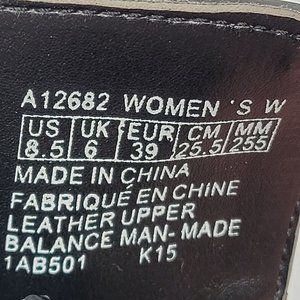 A12682 WOMEN 'S W
US UK EUR CM MM
8.5 6 39 25.5 255
MADE IN CHINA
FABRIQUÉ EN CHINE
LEATHER UPPER
BALANCE MAN-MADE
1AB501 K15